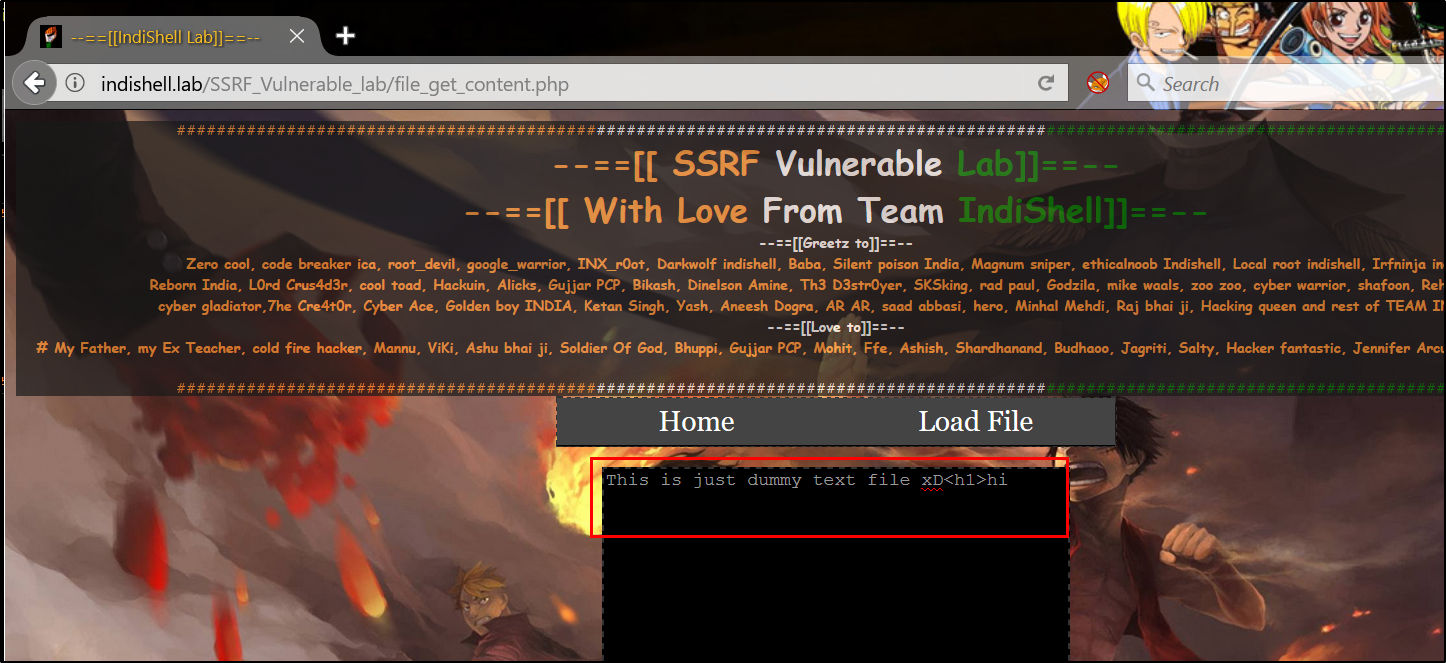 --==[[IndiShell Lab]]==--
indishell.lab/SSRF_Vulnerable_lab/file_get_content.php
Search
--==[[ SSRF Vulnerable Lab]]==--
--==[[ With Love From Team IndiShell]]==--
--==[[Greetz to]]==--
Zero cool, code breaker ica, root_devil, google_warrior, INX_r0ot, Darkwolf indishell, Baba, Silent poison India, Magnum sniper, ethicalnoob Indishell, Local root indishell, Irfninja in
Reborn India, L0rd Crus4d3r, cool toad, Hackuin, Alicks, Gujjar PCP, Bikash, Dinelson Amine, Th3 D3str0yer, SKSking, rad paul, Godzila, mike waals, zoo zoo, cyber warrior, shafoon, Reh
cyber gladiator,7he Cre4t0r, Cyber Ace, Golden boy INDIA, Ketan Singh, Yash, Aneesh Dogra, AR AR, saad abbasi, hero, Minhal Mehdi, Raj bhai ji, Hacking queen and rest of TEAM I
--==[[Love to]]==--
# My Father, my Ex Teacher, cold fire hacker, Mannu, ViKi, Ashu bhai ji, Soldier Of God, Bhuppi, Gujjar PCP, Mohit, Ffe, Ashish, Shardhanand, Budhaoo, Jagriti, Salty, Hacker fantastic, Jennifer Arcu
Home Load File
This is just dummy text file xD<h1>hi